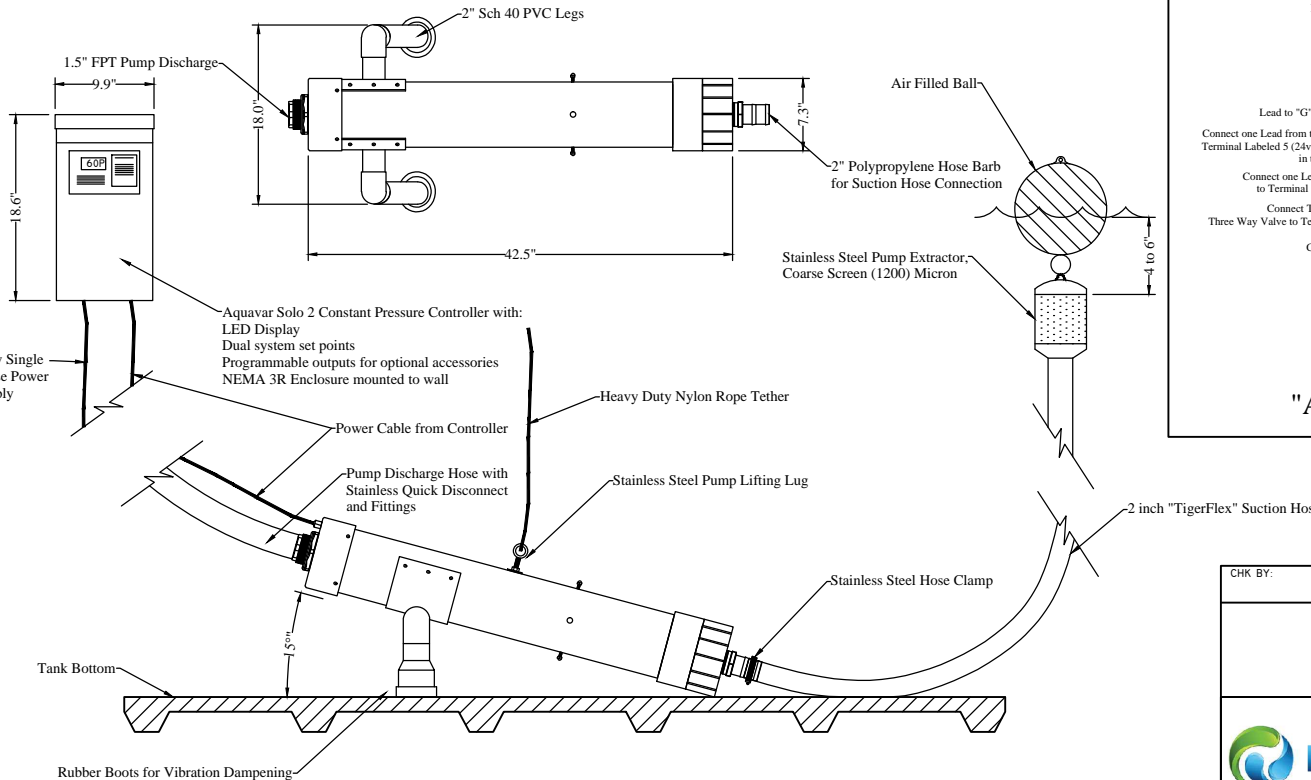 2" Sch 40 PVC Legs
1.5" FPT Pump Discharge
9.9"
18.0"
7.3"
Air Filled Ball
Lead to "G"
Connect one Lead from
Terminal Labeled 5 (24v
in
60P
18.6"
2" Polypropylene Hose Barb
for Suction Hose Connection
Connect one
to Terminal
Connect
Three Way Valve to
42.5"
4 to 6"
Stainless Steel Pump Extractor,
Coarse Screen (1200) Micron
Aquavar Solo 2 Constant Pressure Controller with:
LED Display
Dual system set points
Programmable outputs for optional accessories
NEMA 3R Enclosure mounted to wall
Single
Power
Heavy Duty Nylon Rope Tether
"A
Power Cable from Controller
Pump Discharge Hose with
Stainless Quick Disconnect
and Fittings
Stainless Steel Pump Lifting Lug
2 inch "TigerFlex" Suction
CHK BY:
Stainless Steel Hose Clamp
15°"
Tank Bottom
Rubber Boots for Vibration Dampening